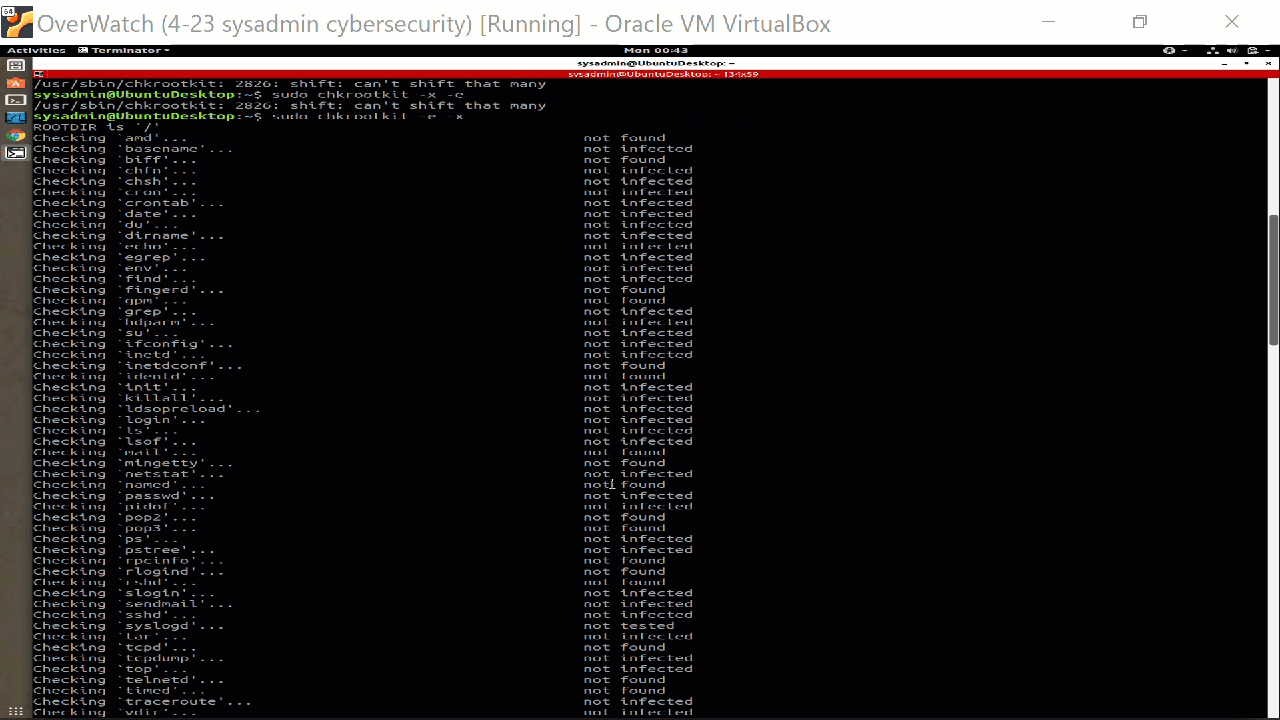 64
OverWatch (4-23 sysadmin cybersecurity) [Running] - Oracle VM VirtualBox
Activities Terminator Mon 00:43
sysadmin@UbuntuDesktop: ~
sysadmin@UbuntuDesktop: ~ 134x59
/usr/sbin/chkrootkit: 2826: shift: can't shift that many
sysadmin@UbuntuDesktop:~$ sudo chkrootkit -x -e
/usr/sbin/chkrootkit: 2826: shift: can't shift that many
sysadmin@UbuntuDesktop:~$ sudo chkrootkit -e -x
ROOTDIR is `/'
Checking `amd'... not found
Checking `basename'... not infected
Checking `biff'... not found
Checking `chfn'... not infected
Checking `chsh'... not infected
Checking `cron'... not infected
Checking `crontab'... not infected
Checking `date'... not infected
Checking `du'... not infected
Checking `dirname'... not infected
Checking `echo'... not infected
Checking `egrep'... not infected
Checking `env'... not infected
Checking `find'... not infected
Checking `fingerd'... not found
Checking `gpm'... not found
Checking `grep'... not infected
Checking `hdparm'... not infected
Checking `su'... not infected
Checking `ifconfig'... not infected
Checking `inetd'... not infected
Checking `inetdconf'... not found
Checking `identd'... not found
Checking `init'... not infected
Checking `killall'... not infected
Checking `ldsopreload'... not infected
Checking `login'... not infected
Checking `ls'... not infected
Checking `lsof'... not infected
Checking `mail'... not found
Checking `mingetty'... not found
Checking `netstat'... not infected
Checking `named'... not found
Checking `passwd'... not infected
Checking `pidof'... not infected
Checking `pop2'... not found
Checking `pop3'... not found
Checking `ps'... not infected
Checking `pstree'... not infected
Checking `rpcinfo'... not found
Checking `rlogind'... not found
Checking `rshd'... not found
Checking `slogin'... not infected
Checking `sendmail'... not infected
Checking `sshd'... not infected
Checking `syslogd'... not tested
Checking `tar'... not infected
Checking `tcpd'... not found
Checking `tcpdump'... not infected
Checking `top'... not infected
Checking `telnetd'... not found
Checking `timed'... not found
Checking `traceroute'... not infected
Checking `vdir'... not infected